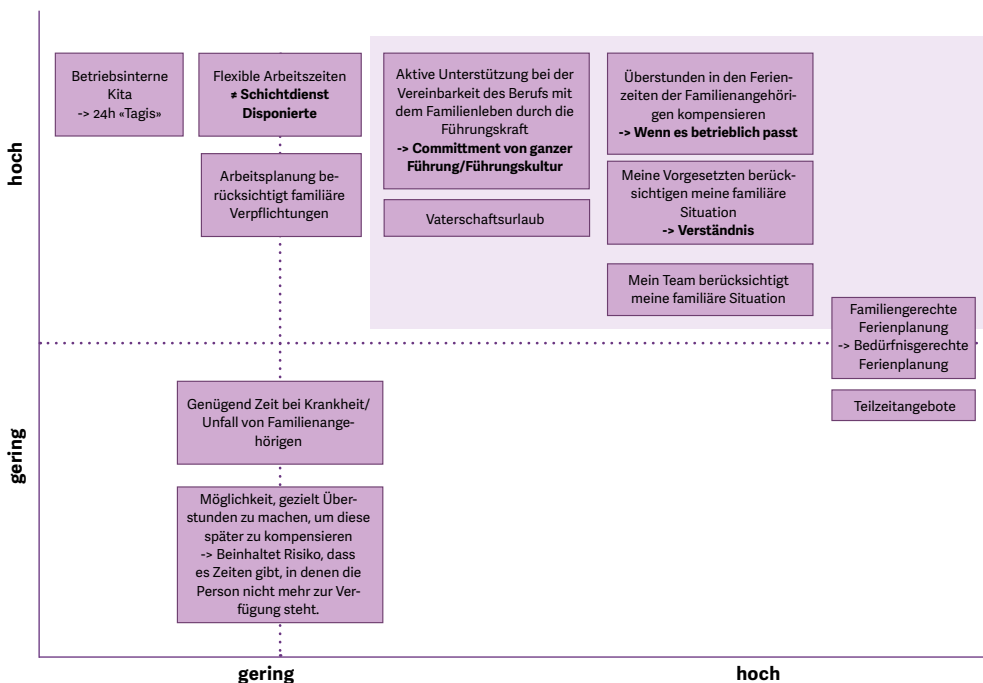 hoch
Betriebsinterne
Kita
-> 24h «Tagis»
Flexible Arbeitszeiten
≠ Schichtdienst
Disponierte
Arbeitsplanung be-
rücksichtigt familiäre
Verpflichtungen
Aktive Unterstützung bei der
Vereinbarkeit des Berufs mit
dem Familienleben durch die
Führungskraft
-> Committment von ganzer
Führung/Führungskultur
Vaterschaftsurlaub
Überstunden in den Ferien-
zeiten der Familienangehöri-
gen kompensieren
-> Wenn es betrieblich passt
Meine Vorgesetzten berück-
sichtigen meine familiäre
Situation
-> Verständnis
Mein Team berücksichtigt
meine familiäre Situation
Familiengerechte
Ferienplanung
-> Bedürfnisgerechte
Ferienplanung
Teilzeitangebote
gering
Genügend Zeit bei Krankheit/
Unfall von Familienange-
hörigen
Möglichkeit, gezielt Über-
stunden zu machen, um diese
später zu kompensieren
-> Beinhaltet Risiko, dass
es Zeiten gibt, in denen die
Person nicht mehr zur Ver-
fügung steht.
gering
hoch